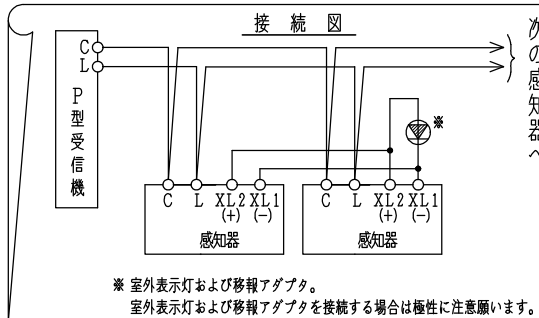 接続図
C
L
P型受信機
次の感知器へ
※
C L XL2 XL1 C L XL2 XL1
(+) (-) (+) (-)
感知器 感知器
※ 室外表示灯および移報アダプタ。
室外表示灯および移報アダプタを接続する場合は極性に注意願います。